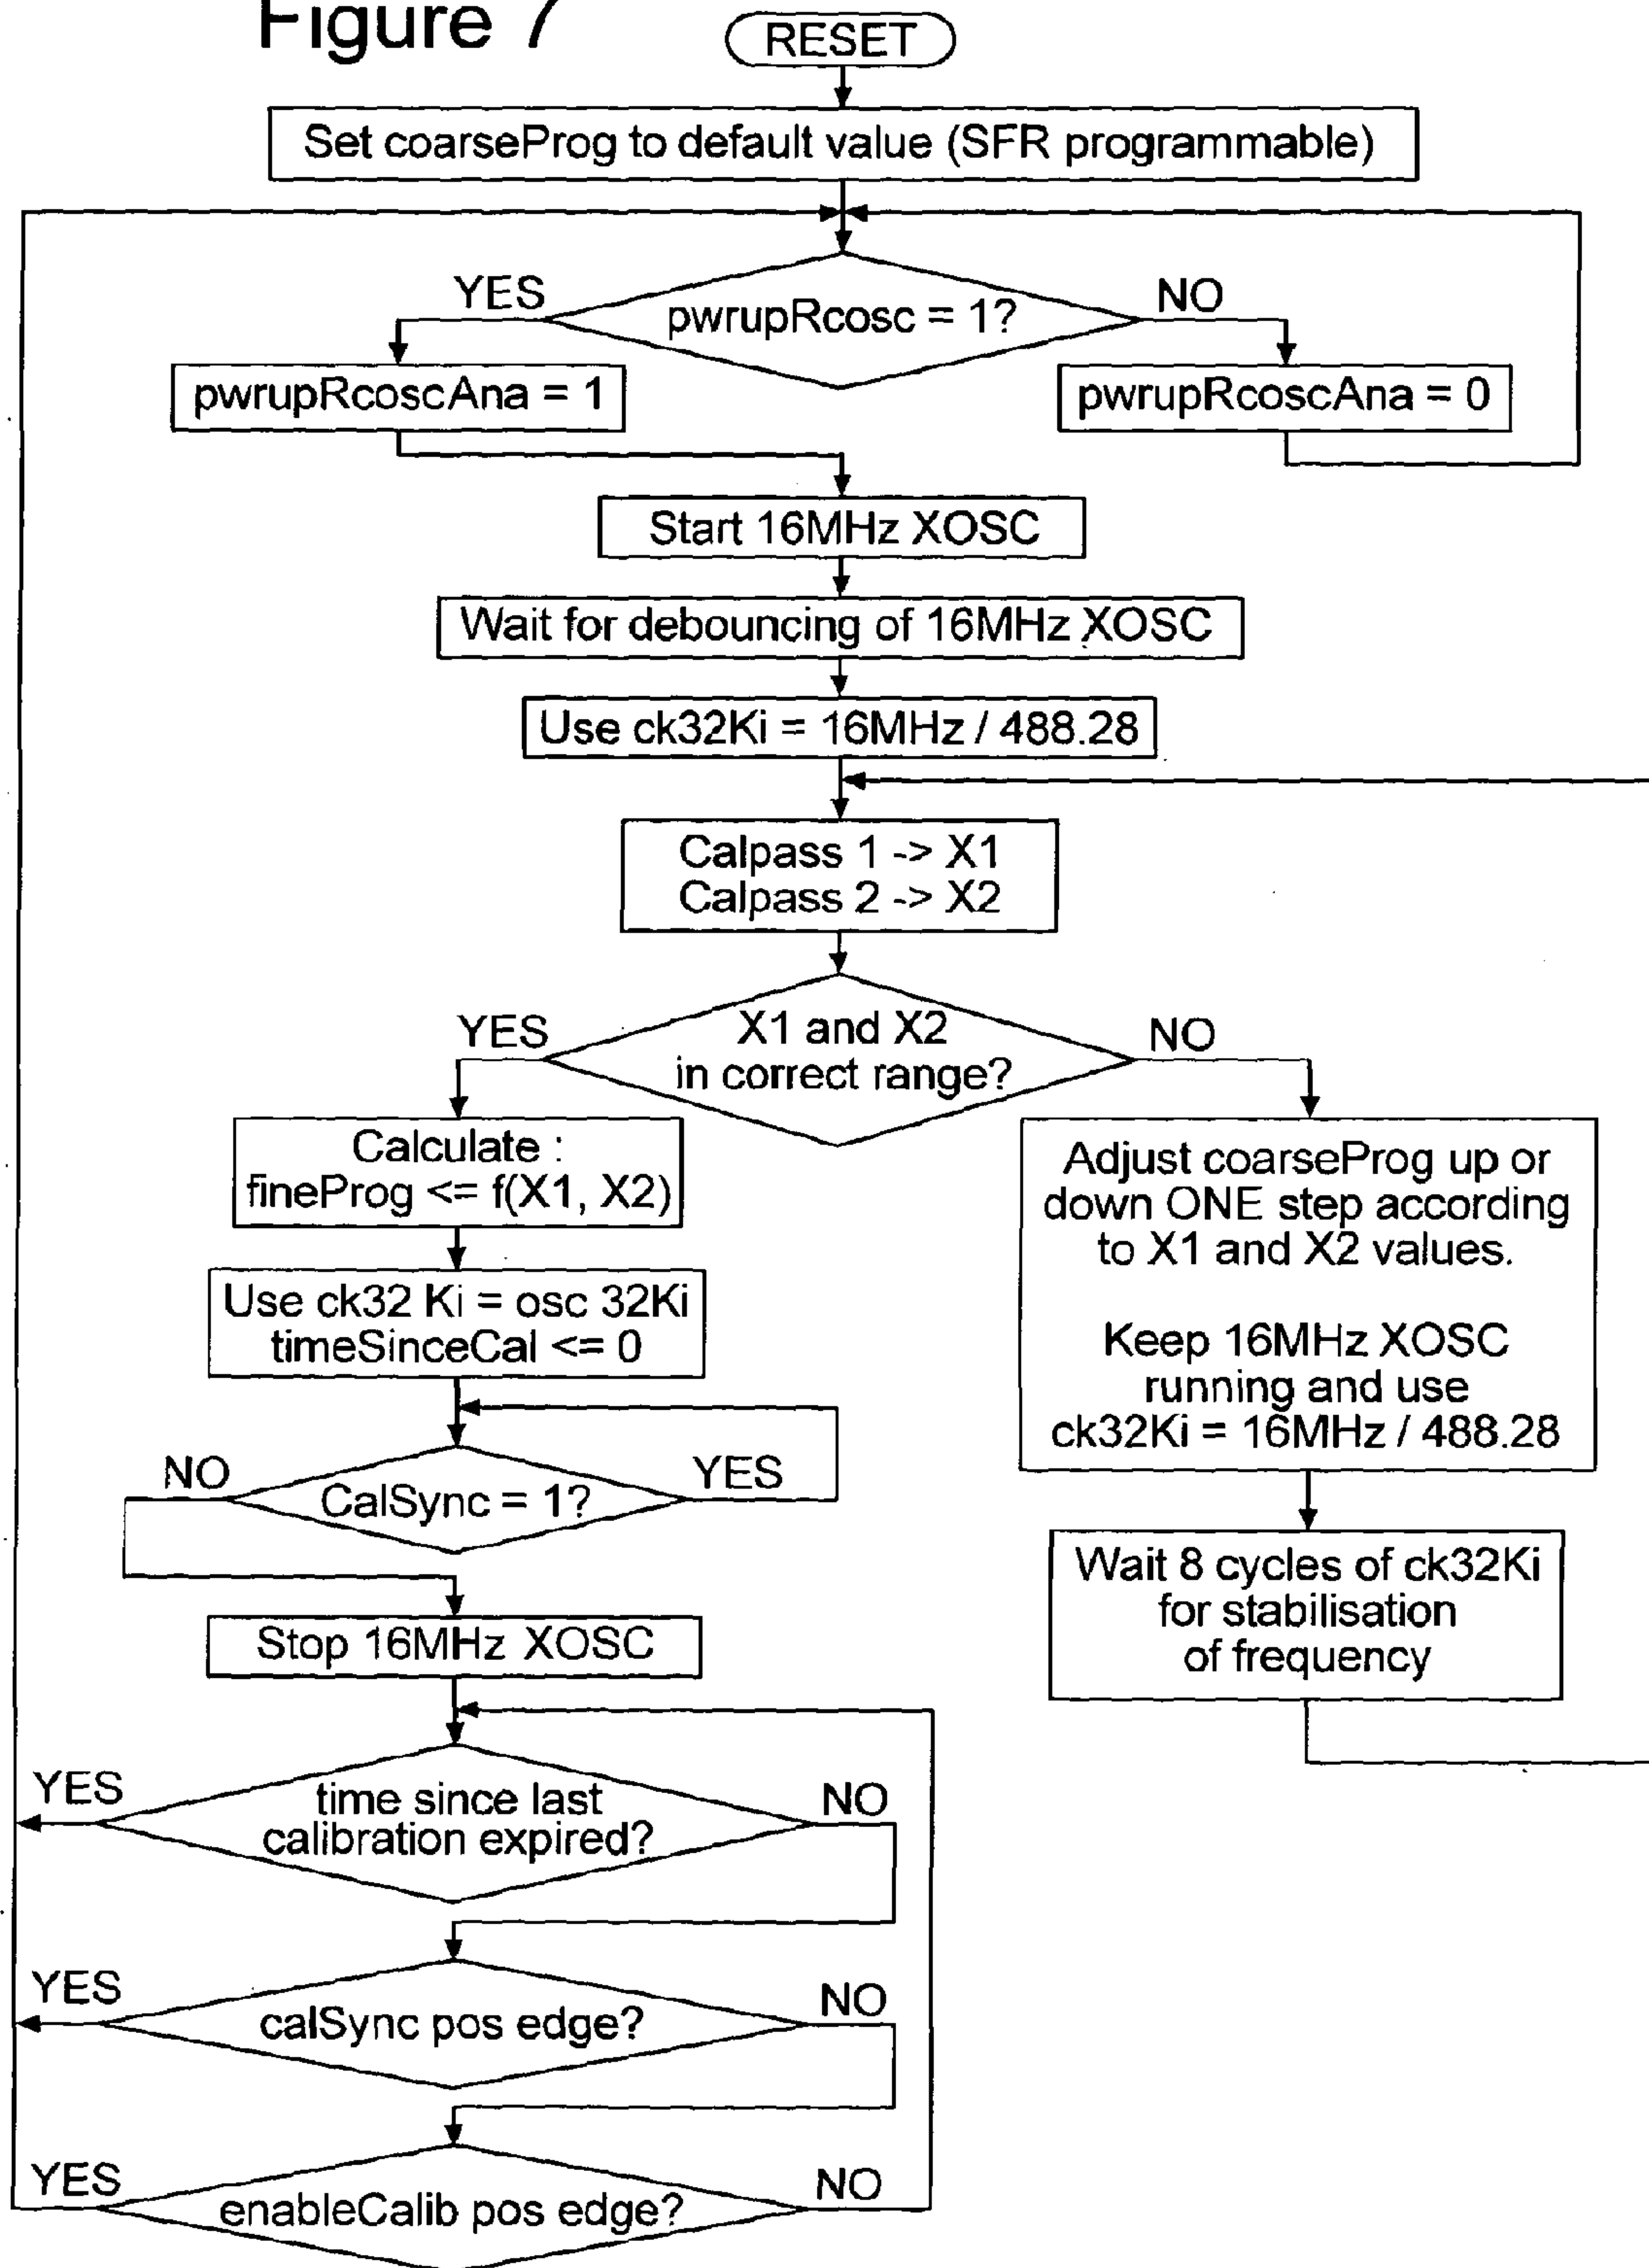 Figure 7
RESET
Set coarseProg to default value (SFR programmable)
YES
pwrupRcosc = 1?
NO
pwrupRcoscAna = 1
pwrupRcoscAna = 0
Start 16MHz XOSC
Wait for debouncing of 16MHz XOSC
Use ck32Ki = 16MHz / 488.28
Calpass 1 -> X1
Calpass 2 -> X2
YES
X1 and X2
in correct range?
NO
Calculate :
fineProg <= f(X1, X2)
Adjust coarseProg up or
down ONE step according
to X1 and X2 values.
Keep 16MHz XOSC
running and use
ck32Ki = 16MHz / 488.28
Use ck32 Ki = osc 32Ki
timeSinceCal <= 0
NO
CalSync = 1?
YES
Wait 8 cycles of ck32Ki
for stabilisation
of frequency
Stop 16MHz XOSC
YES
time since last
calibration expired?
NO
YES
calSync pos edge?
NO
YES
enableCalib pos edge?
NO